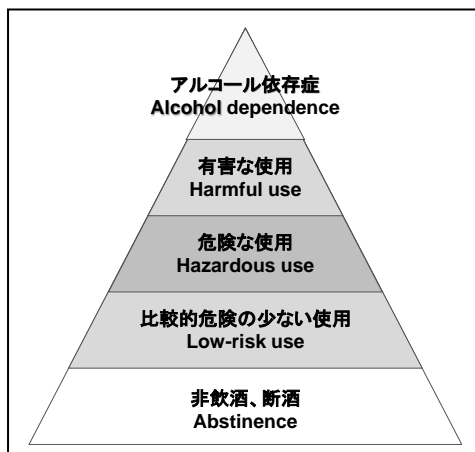 アルコール依存症
Alcohol dependence
有害な使用
Harmful use
危険な使用
Hazardous use
比較的危険の少ない使用
Low-risk use
非飲酒、断酒
Abstinence